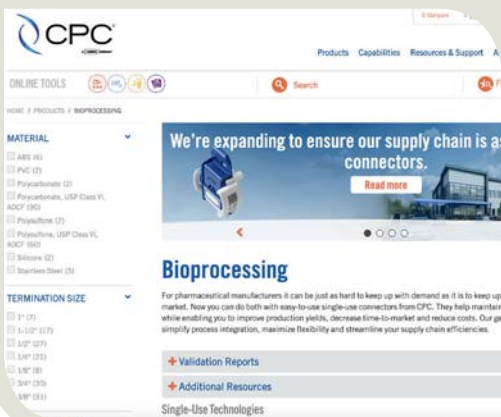 CPC
Products Capabilities Resources & Support A
ONLINE TOOLS
Search
HOME / PRODUCTS / BIOPROCESSING
MATERIAL
ABS (6)
PVC (2)
Polycarbonate (2)
Polycarbonate, USP Class VI,
ADCF (90)
Polysulfone (7)
Polysulfone, USP Class VI,
ADCF (60)
Silicone (2)
Stainless Steel (5)
TERMINATION SIZE
1" (7)
1-1/2" (17)
1/2" (27)
1/4" (21)
1/8" (8)
3/4" (30)
3/8" (31)
We're expanding to ensure our supply chain is as
connectors.
Read more
Bioprocessing
For pharmaceutical manufacturers it can be just as hard to keep up with demand as it is to keep up
market. Now you can do both with easy-to-use single-use connectors from CPC. They help maintain
while enabling you to improve production yields, decrease time-to-market and reduce costs. Our ge
simplify process integration, maximize flexibility and streamline your supply chain efficiencies.
+ Validation Reports
+ Additional Resources
Single-Use Technologies